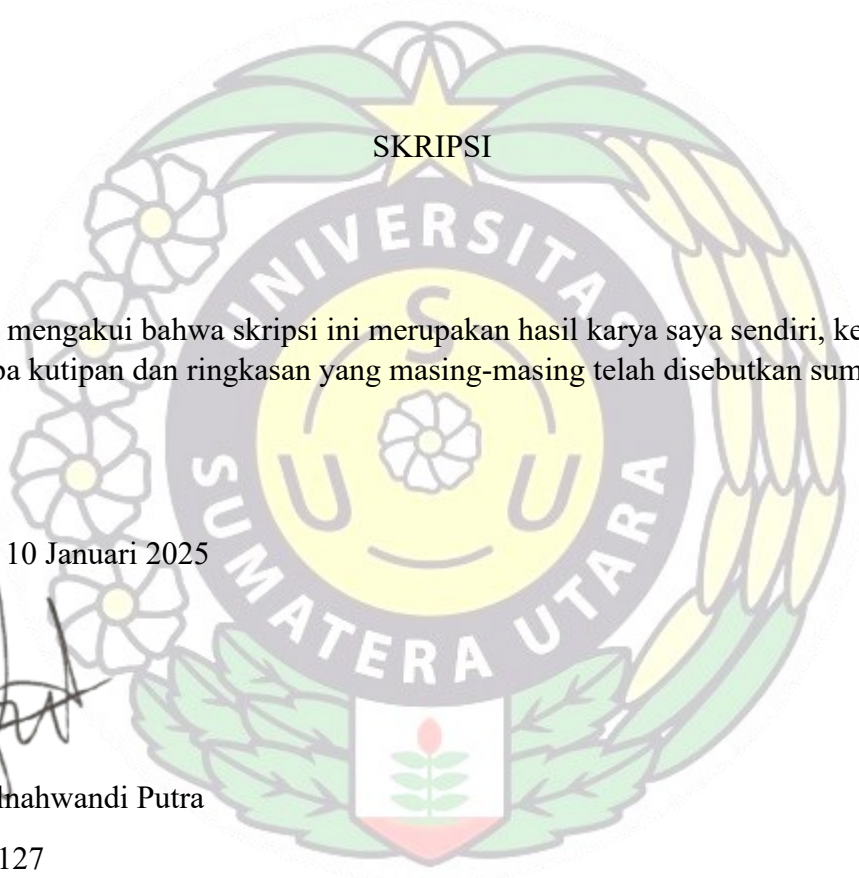 SKRIPSI
UNIVERSITAS
mengakui bahwa skripsi ini merupakan hasil karya saya sendiri, ke
pa kutipan dan ringkasan yang masing-masing telah disebutkan sum
S
U U
SUMATERA UTARA
10 Januari 2025
lnahwandi Putra
127